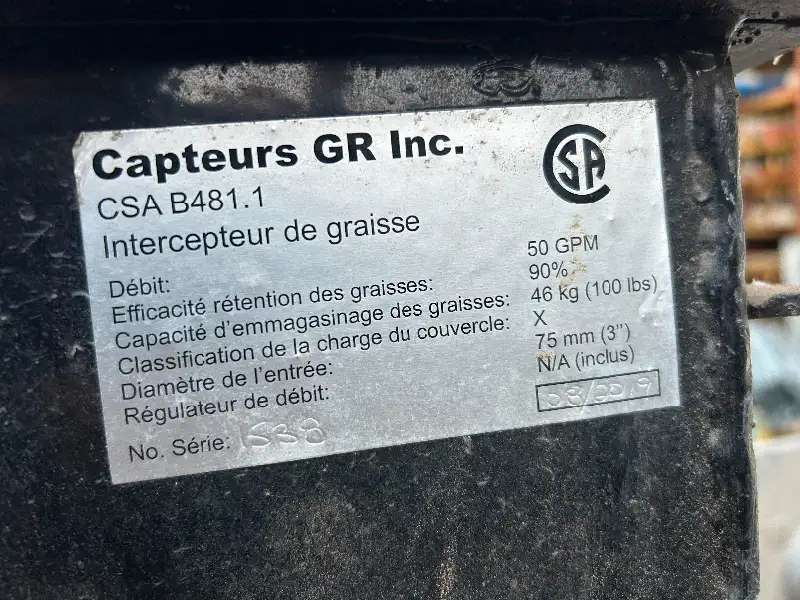 Capteurs GR Inc.
CSA
CSA B481.1
Intercepteur de graisse
Débit: 50 GPM
Efficacité rétention des graisses: 90%
Capacité d'emmagasinage des graisses: 46 kg (100 lbs)
Classification de la charge du couvercle: X
Diamètre de l'entrée: 75 mm (3")
Régulateur de débit: N/A (inclus)
No. Série: